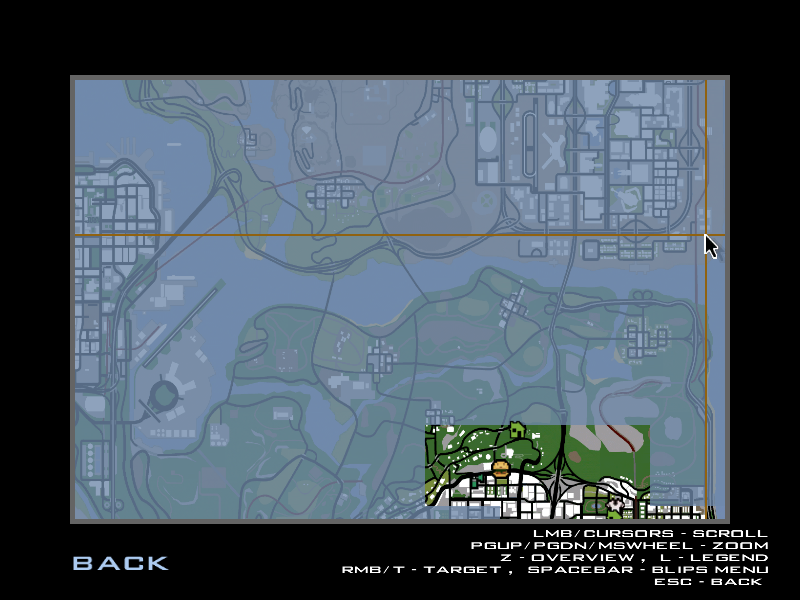 LMB/CURSORS - SCROLL
PGUP/PGDN/MSWHEEL - ZOOM
Z - OVERVIEW , L - LEGEND
RMB/T - TARGET , SPACEBAR - BLIPS MENU
ESC - BACK
BACK